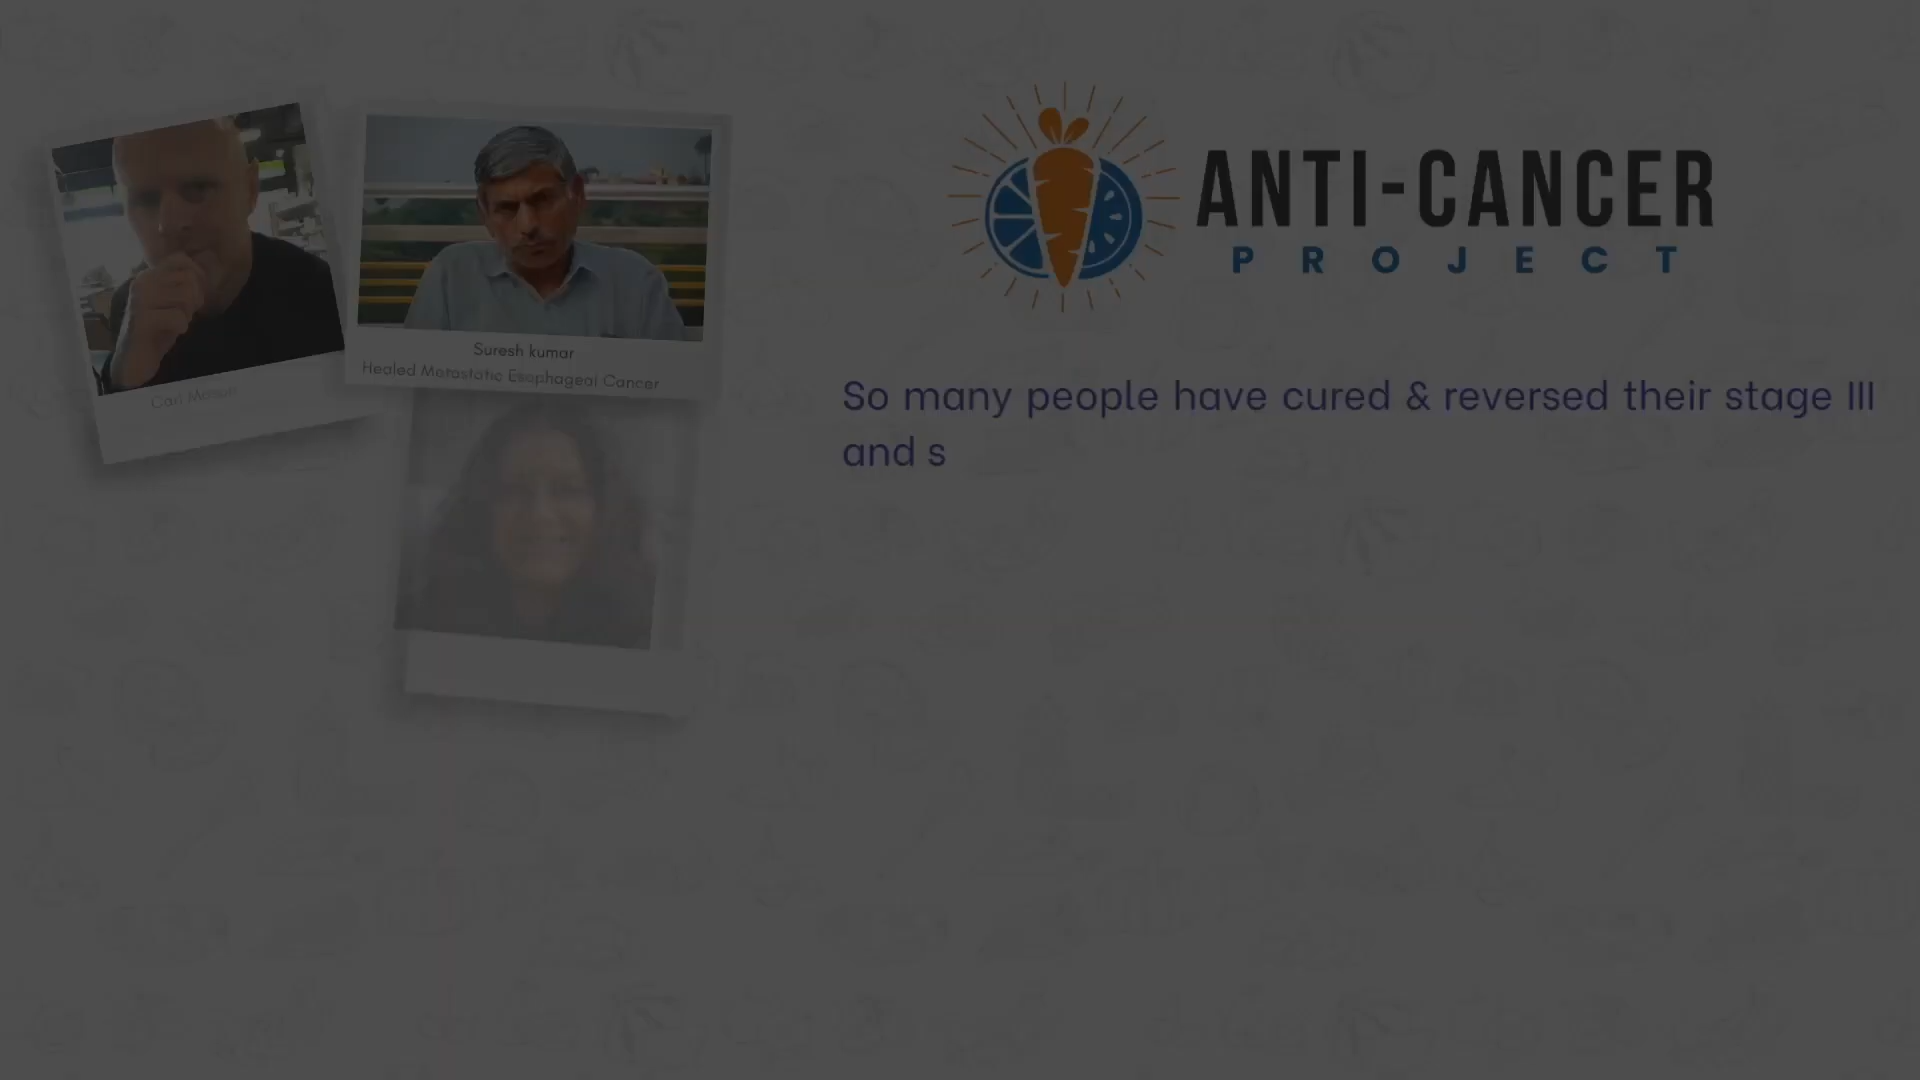 ANTI-CANCER
PROJECT
Suresh kumar
Healed Metastatic Esophageal Cancer
So many people have cured & reversed their stage III
and s